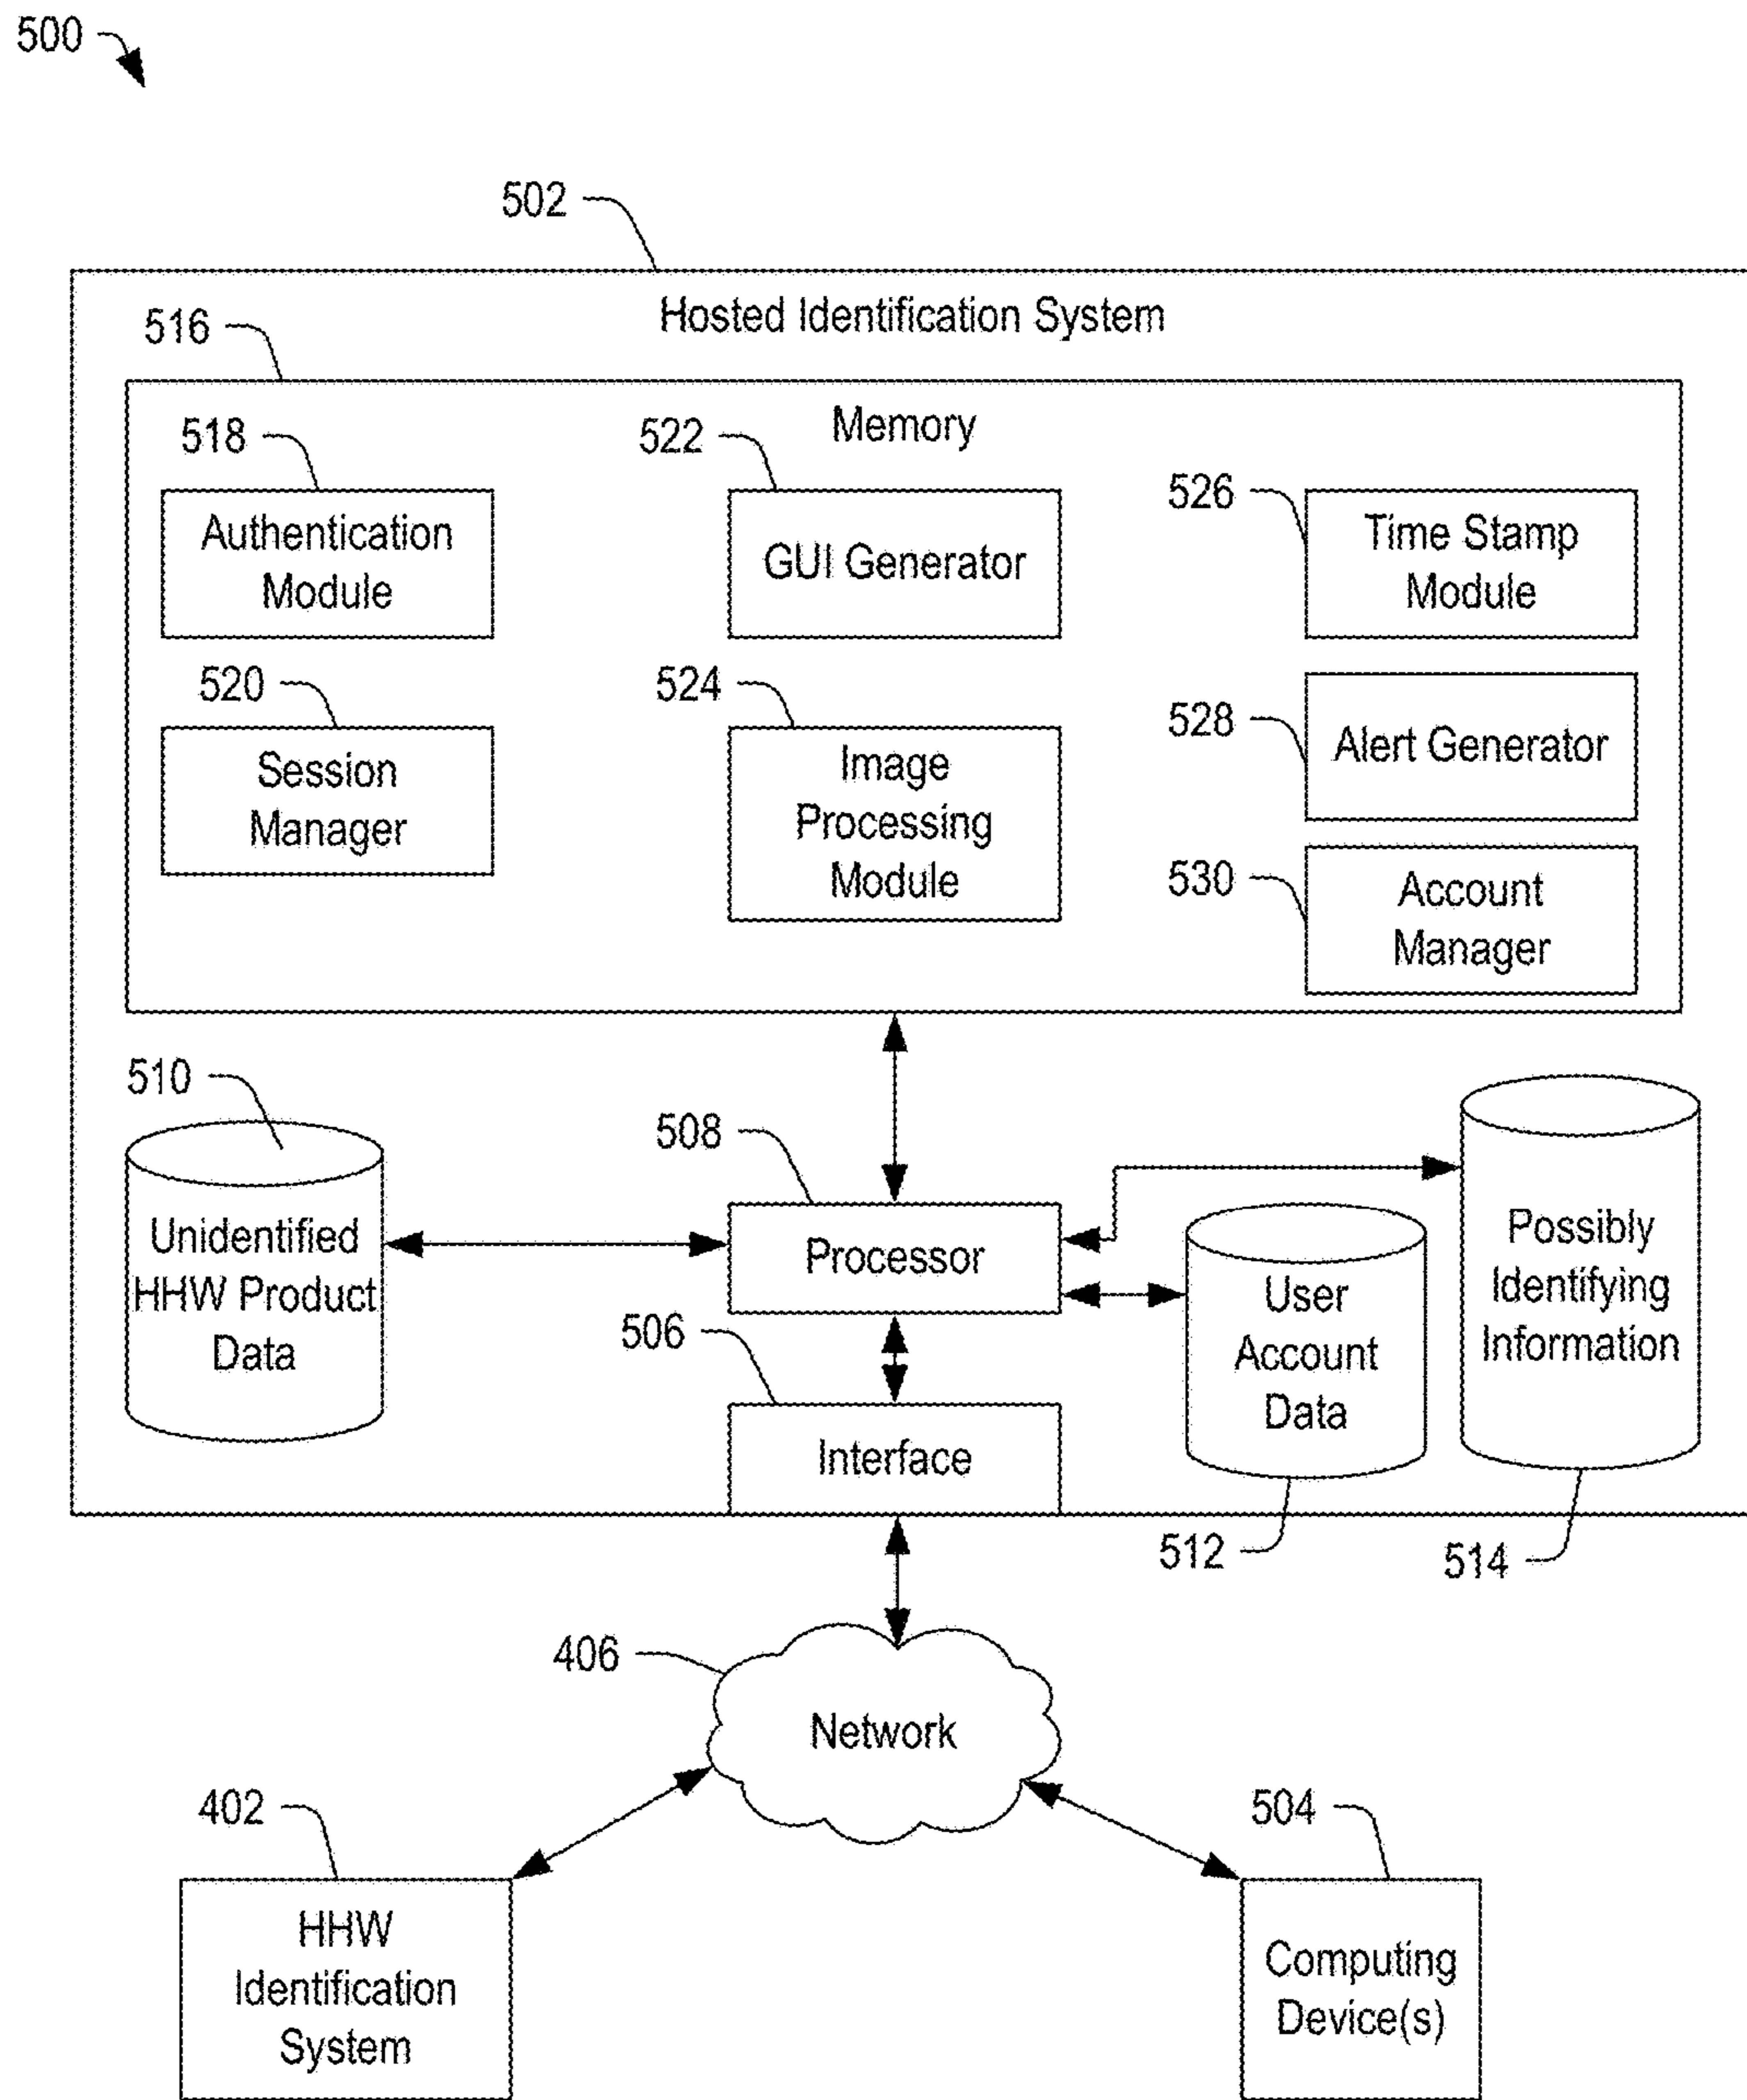 500
502
Hosted Identification System
516
Memory
518
522
526
Authentication
Module
GUI Generator
Time Stamp
Module
520
524
528
Session
Manager
Image
Processing
Module
Alert Generator
530
Account
Manager
510
508
Unidentified
HHW Product
Data
Processor
User
Account
Data
Possibly
Identifying
Information
506
Interface
512
514
406
Network
402
504
HHW
Identification
System
Computing
Device(s)